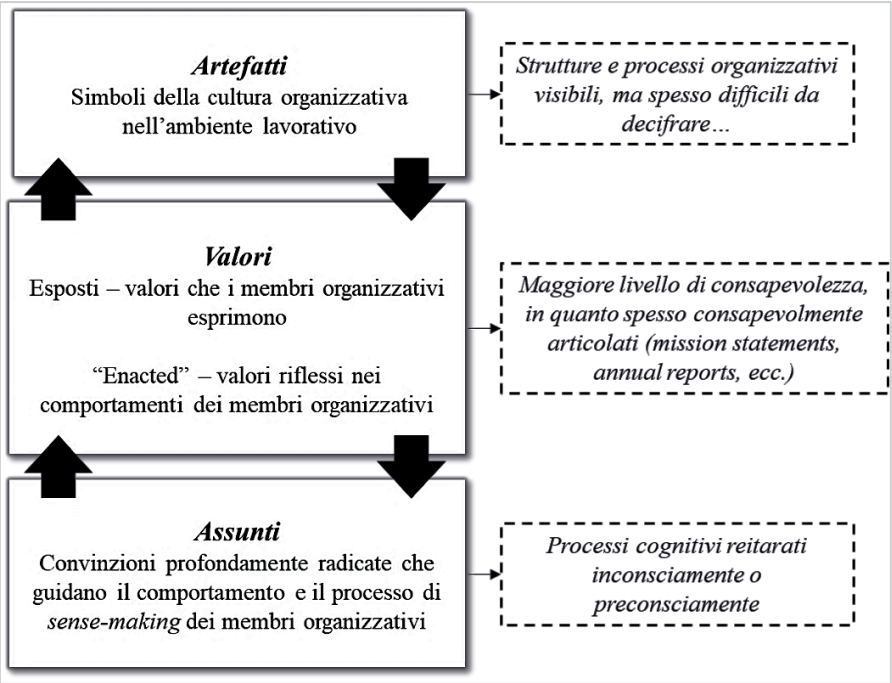 Artefatti
Simboli della cultura organizzativa
nell’ambiente lavorativo
Strutture e processi organizzativi
visibili, ma spesso difficili da
decifrare…
Valori
Esposti – valori che i membri organizzativi
esprimono
“Enacted” – valori riflessi nei
comportamenti dei membri organizzativi
Maggiore livello di consapevolezza,
in quanto spesso consapevolmente
articolati (mission statements,
annual reports, ecc.)
Assunti
Convinzioni profondamente radicate che
guidano il comportamento e il processo di
sense-making dei membri organizzativi
Processi cognitivi reitarati
inconsciamente o
preconsciamente